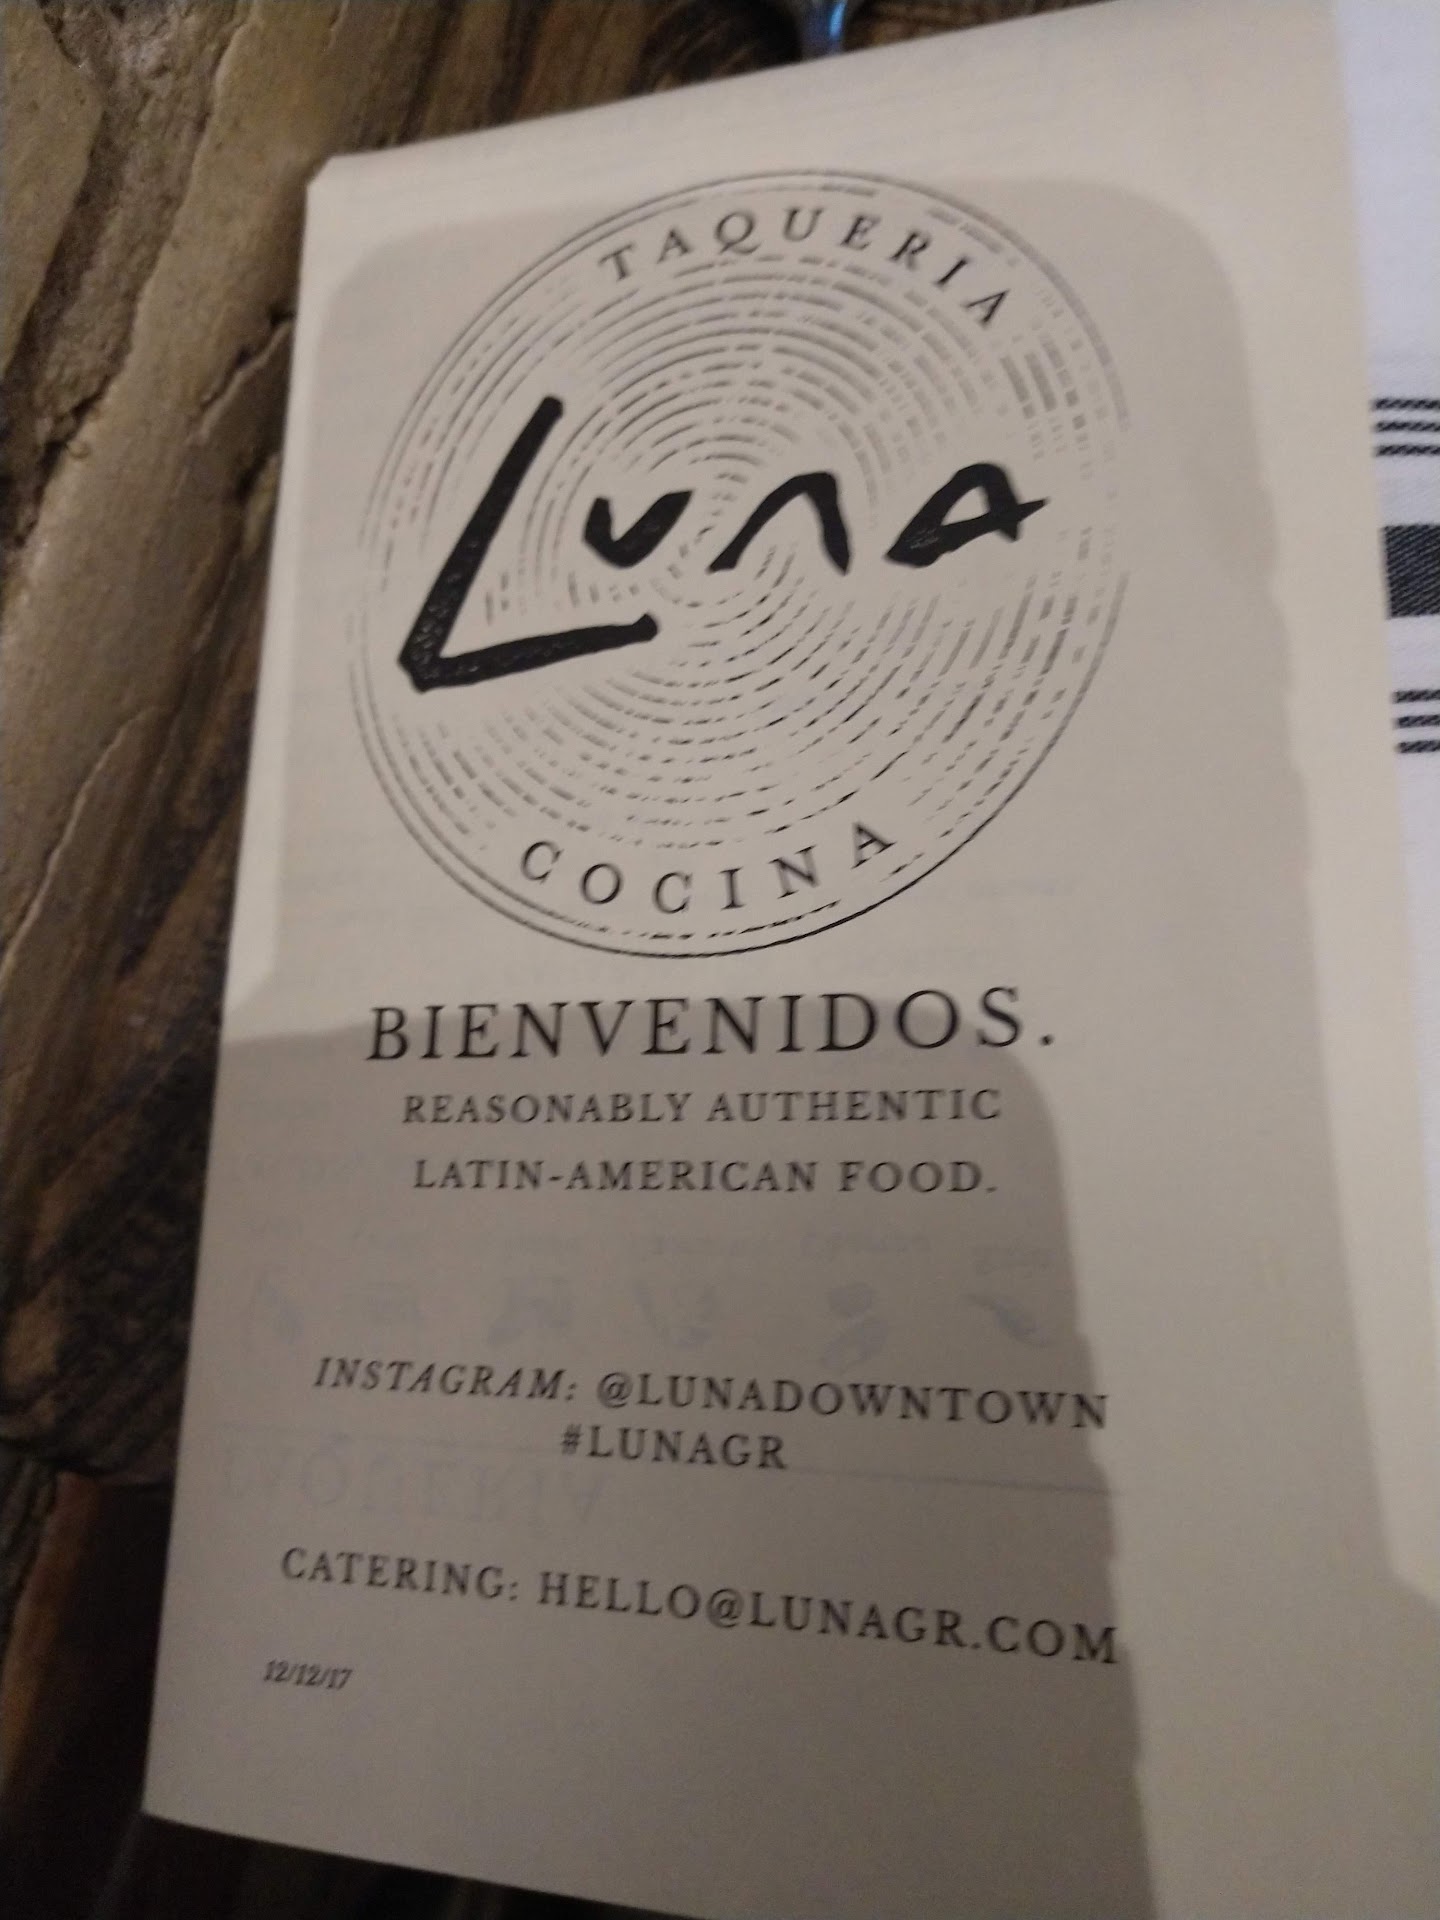 TAQUERIA
Luna
COCINA
BIENVENIDOS.
REASONABLY AUTHENTIC
LATIN-AMERICAN FOOD.
INSTAGRAM: @LUNADOWNTOWN
#LUNAGR
CATERING: HELLO@LUNAGR.COM
12/12/17